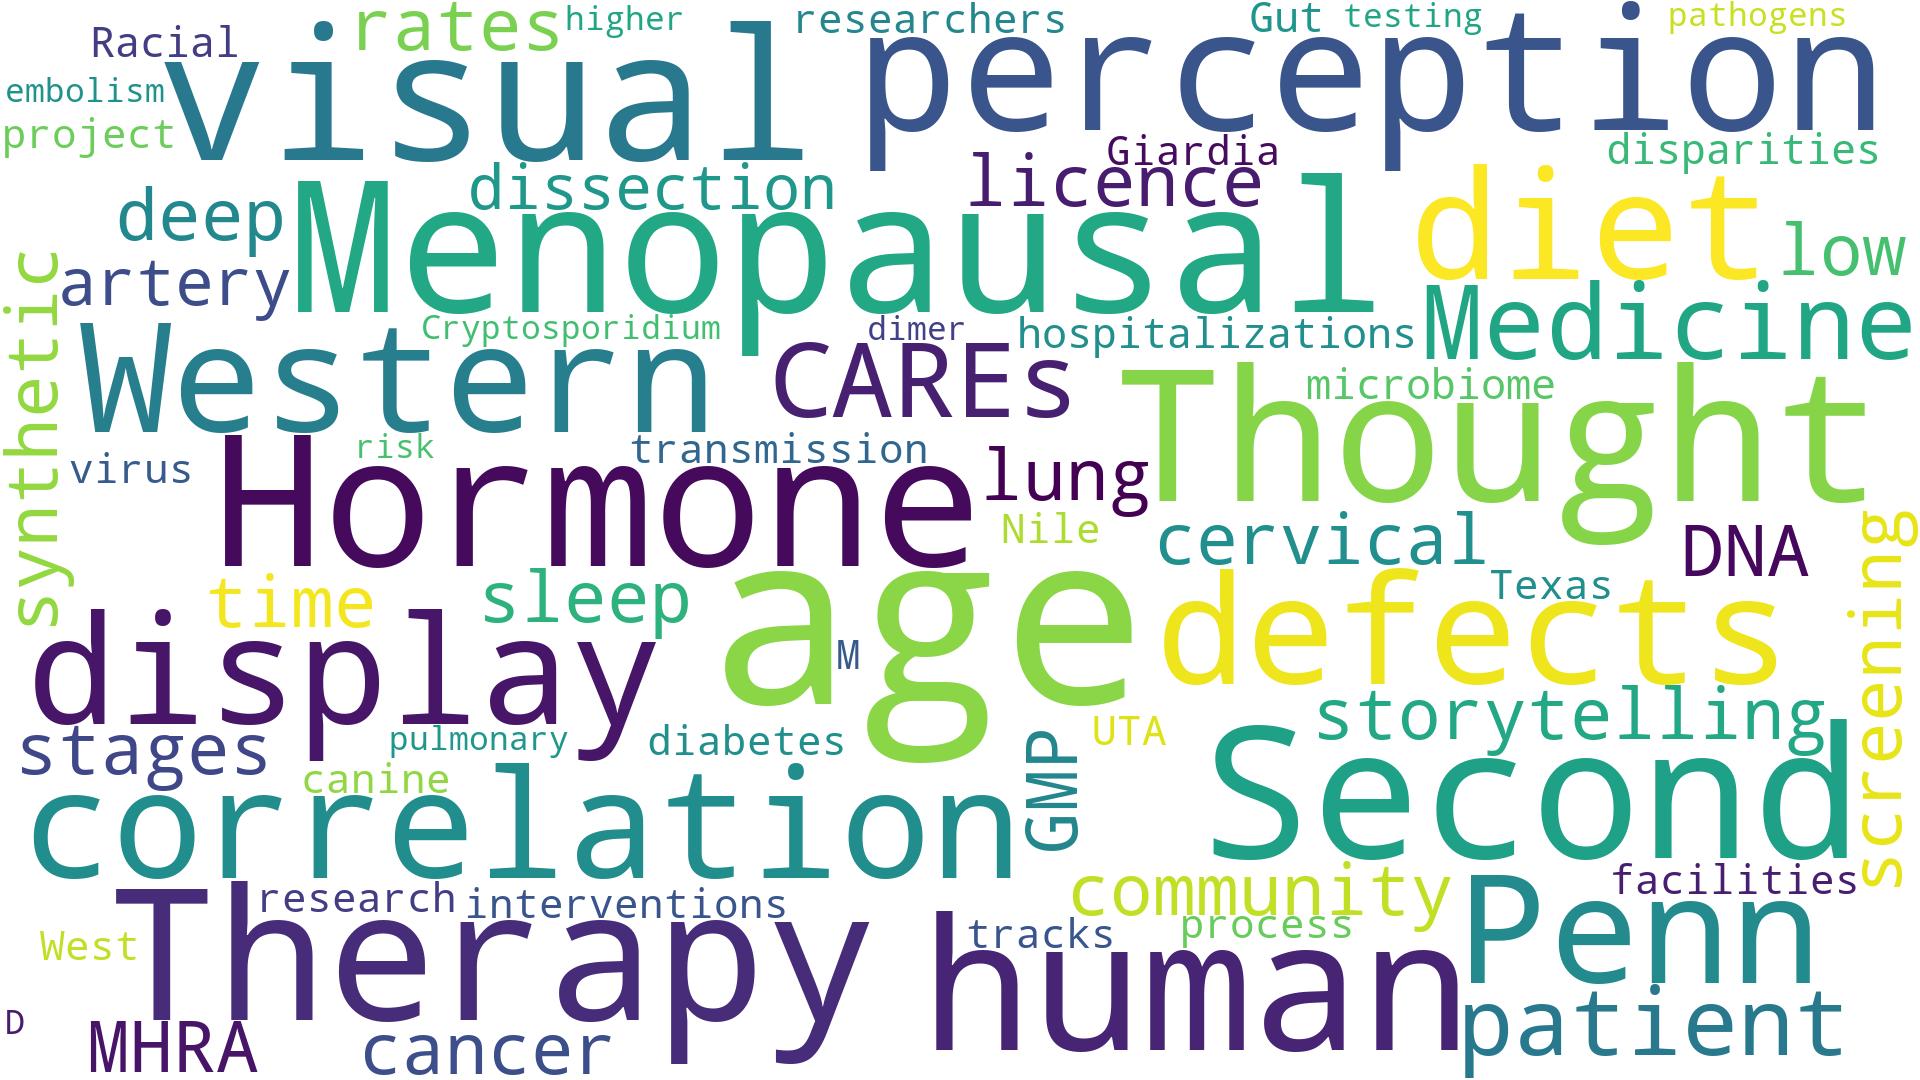 Racial
rates
higher
researchers
Gut
testing
pathogens
embolism
visual
perception
project
Giardia
disparities
deep
dissection
licence
diet
low
Menopausal
artery
synthetic
Medicine
Western
Cryptosporidium
dimer
hospitalizations
CAREs
microbiome
Thought
virus
risk
transmission
Hormone
lung
Nile
cervical
DNA
time
sleep
age
Texas
defects
screening
display
M
storytelling
stages
pulmonary
diabetes
UTA
Second
canine
correlation
GMP
research
interventions
community
facilities
Penn
West
Therapy
tracks
process
human
D
MHRA
cancer
patient